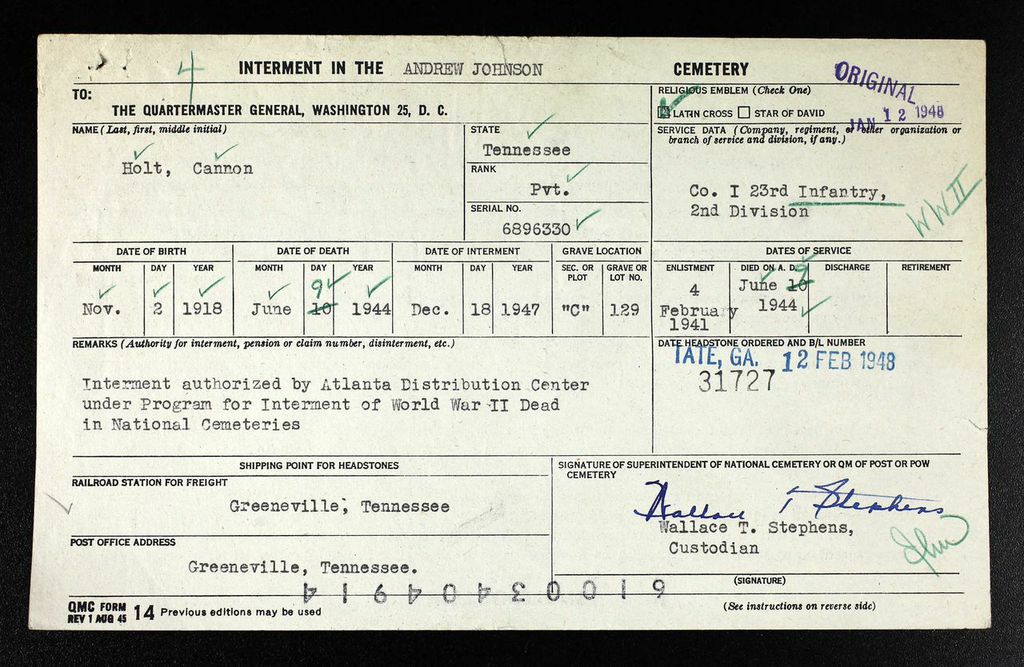 4
INTERMENT IN THE ANDREW JOHNSON CEMETERY
ORIGINAL
JAN 12 1948
TO:
THE QUARTERMASTER GENERAL, WASHINGTON 25, D. C.
RELIGIOUS EMBLEM (Check One)
LATIN CROSS STAR OF DAVID
NAME (Last, first, middle initial)
Holt, Cannon
STATE
Tennessee
RANK
Pvt.
SERIAL NO.
6896330
SERVICE DATA (Company, regiment, or other organization or
branch of service and division, if any.)
Co. I 23rd Infantry,
2nd Division
WW II
DATE OF BIRTH
MONTH DAY YEAR
Nov. 2 1918
DATE OF DEATH
MONTH DAY YEAR
9
June 10 1944
DATE OF INTERMENT
MONTH DAY YEAR
Dec. 18 1947
GRAVE LOCATION
SEC. OR PLOT GRAVE OR LOT NO.
"C" 129
DATES OF SERVICE
ENLISTMENT DIED ON A. D. DISCHARGE RETIREMENT
4
February
1941
9
June 10
1944
REMARKS (Authority for interment, pension or claim number, disinterment, etc.)
Interment authorized by Atlanta Distribution Center
under Program for Interment of World War II Dead
in National Cemeteries
DATE HEADSTONE ORDERED AND B/L NUMBER
TATE, GA. 12 FEB 1948
31727
SHIPPING POINT FOR HEADSTONES
RAILROAD STATION FOR FREIGHT
Greeneville, Tennessee
POST OFFICE ADDRESS
Greeneville, Tennessee.
SIGNATURE OF SUPERINTENDENT OF NATIONAL CEMETERY OR QM OF POST OR POW
CEMETERY
Wallace T Stephens
Wallace T. Stephens,
Custodian
(SIGNATURE)
QMC FORM
REV 1 AUG 45 14 Previous editions may be used
(See instructions on reverse side)